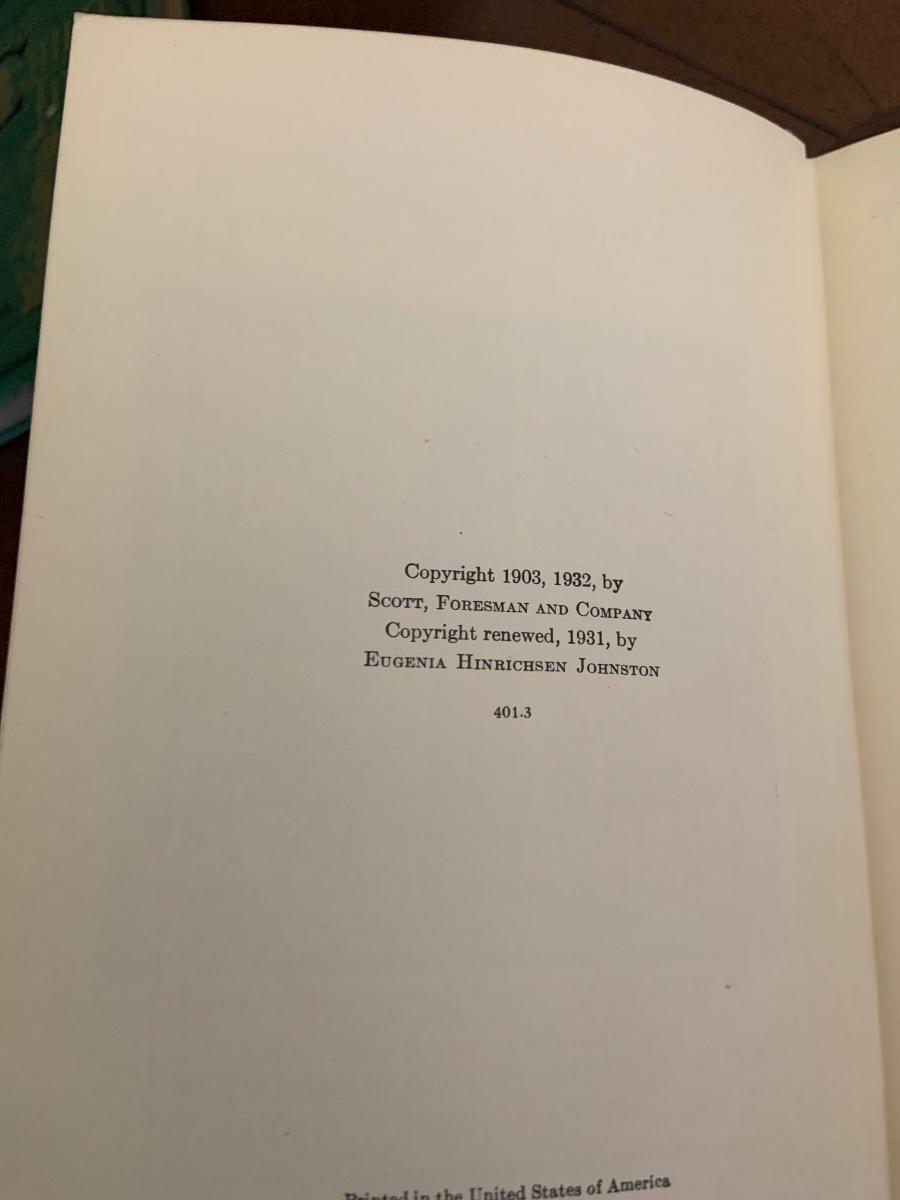 Copyright 1903, 1932, by
Scott, Foresman and Company
Copyright renewed, 1931, by
Eugenia Hinrichsen Johnston
401.3
Printed in the United States of America